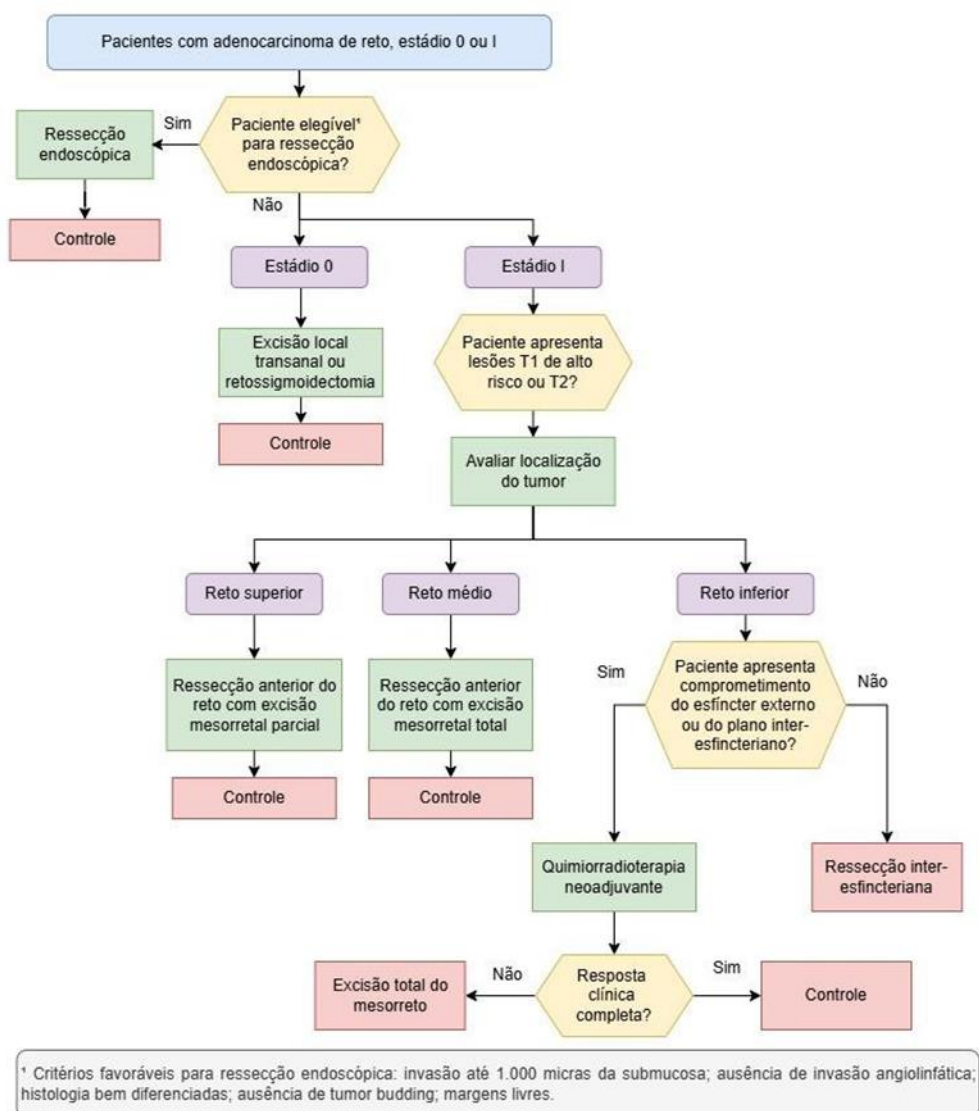 Pacientes com adenocarcinoma de reto, estádio 0 ou I
Paciente elegível¹
para ressecção
endoscópica?
Sim
Ressecção
endoscópica
Controle
Não
Estádio 0
Estádio I
Excisão local
transanal ou
retossigmoidectomia
Controle
Paciente apresenta
lesões T1 de alto
risco ou T2?
Avaliar localização
do tumor
Reto superior
Reto médio
Reto inferior
Ressecção anterior do
reto com excisão
mesorretal parcial
Controle
Ressecção anterior
do reto com excisão
mesorretal total
Controle
Sim
Paciente apresenta
comprometimento
do esfíncter externo
ou do plano inter-
esfincteriano?
Não
Quimiorradioterapia
neoadjuvante
Ressecção inter-
esfincteriana
Excisão total do
mesorreto
Não
Resposta
clínica
completa?
Sim
Controle
¹ Critérios favoráveis para ressecção endoscópica: invasão até 1.000 micras da submucosa; ausência de invasão angiolinfática;
histologia bem diferenciadas; ausência de tumor budding; margens livres.